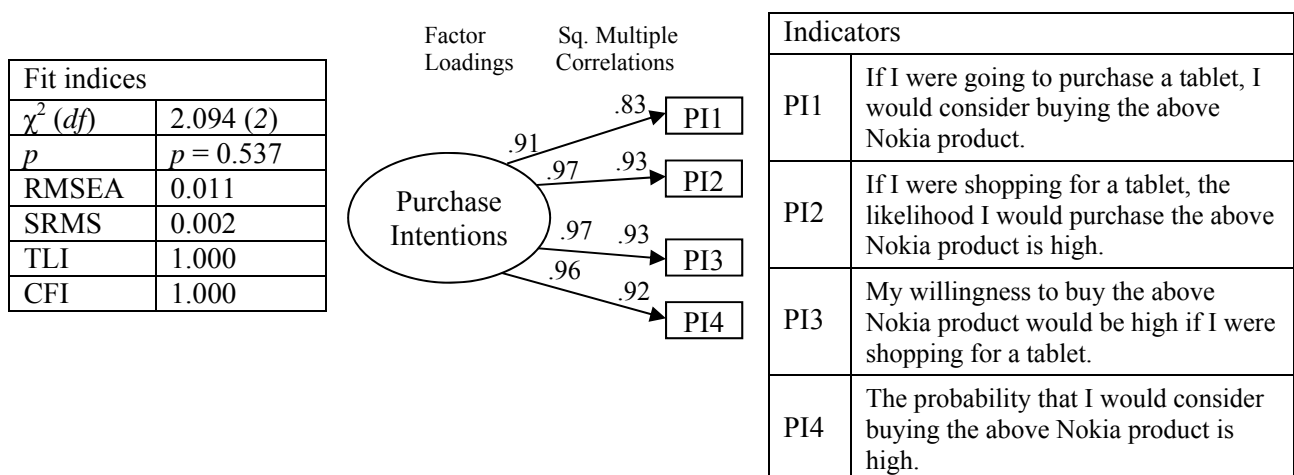 Fit indices
χ² (df) 2.094 (2)
p p = 0.537
RMSEA 0.011
SRMS 0.002
TLI 1.000
CFI 1.000
Factor Loadings
Sq. Multiple Correlations
Purchase
Intentions
.91 .83 PI1
.97 .93 PI2
.97 .93 PI3
.96 .92 PI4
Indicators
PI1 If I were going to purchase a tablet, I
would consider buying the above
Nokia product.
PI2 If I were shopping for a tablet, the
likelihood I would purchase the above
Nokia product is high.
PI3 My willingness to buy the above
Nokia product would be high if I were
shopping for a tablet.
PI4 The probability that I would consider
buying the above Nokia product is
high.